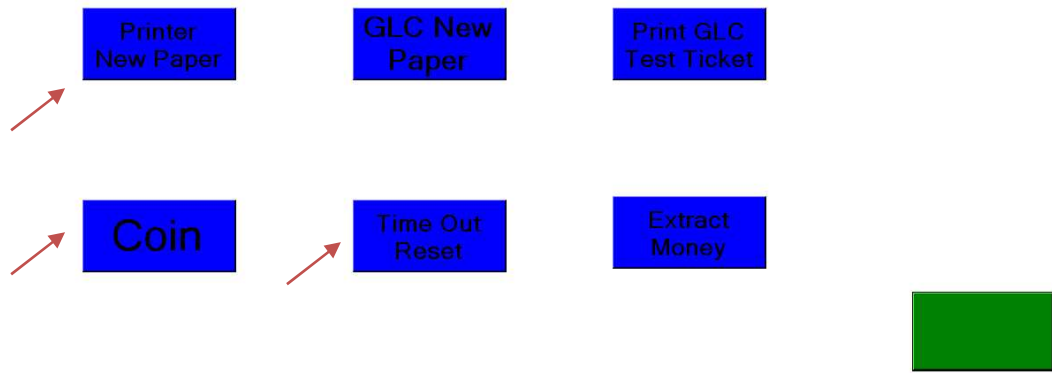 Printer
New Paper
GLC New
Paper
Print GLC
Test Ticket
Coin
Time Out
Reset
Extract
Money